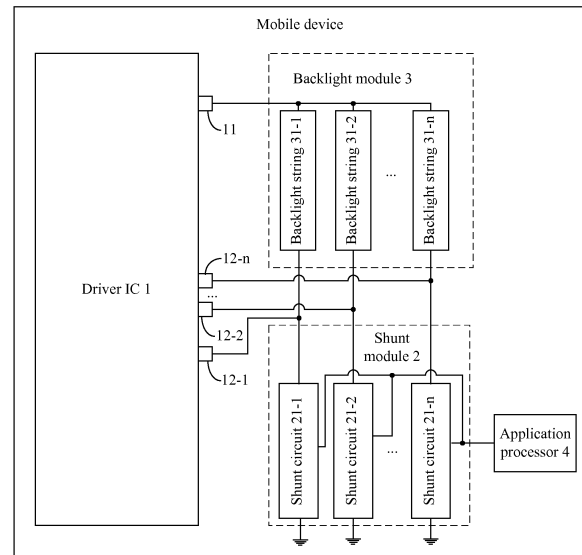 Mobile device
Backlight module 3
11
Backlight string 31-1
Backlight string 31-2
...
Backlight string 31-n
Driver IC 1
12-n
...
12-2
12-1
Shunt
module 2
Shunt circuit 21-1
Shunt circuit 21-2
...
Shunt circuit 21-n
Application
processor 4